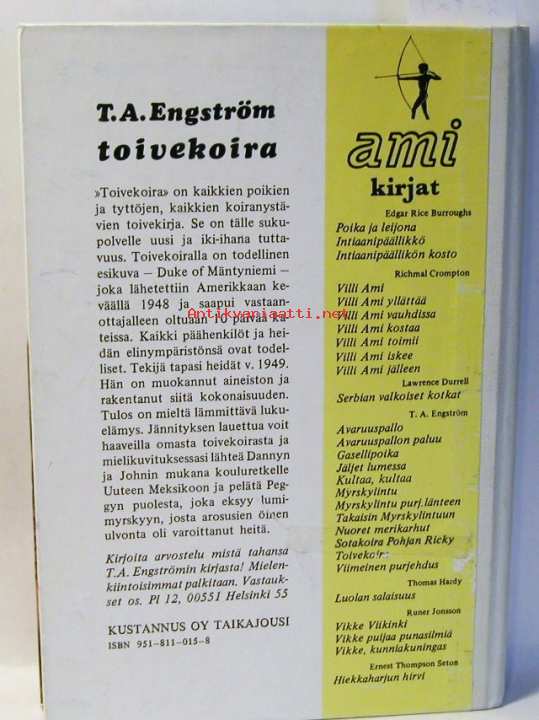 T.A.Engström
toivekoira
»Toivekoira» on kaikkien poikien
ja tyttöjen, kaikkien koiranystä-
vien toivekirja. Se on tälle suku-
polvelle uusi ja iki-ihana tutta-
vuus. Toivekoiralla on todellinen
esikuva — Duke of Mäntyniemi —
joka lähetettiin Amerikkaan ke-
väällä 1948 ja saapui vastaan-
ottajalleen oltuaan 10 päivää ka-
teissa. Kaikki päähenkilöt ja hei-
dän elinympäristönsä ovat todel-
liset. Tekijä tapasi heidät v. 1949.
Hän on muokannut aineiston ja
rakentanut siitä kokonaisuuden.
Tulos on mieltä lämmittävä luku-
elämys. Jännityksen lauettua voit
haaveilla omasta toivekoirasta ja
mielikuvituksessasi lähteä Dannyn
ja Johnin mukana kouluretkelle
Uuteen Meksikoon ja pelätä Peg-
gyn puolesta, joka eksyy lumi-
myrskyyn, josta arosusien öinen
ulvonta oli varoittanut heitä.
Kirjoita arvostelu mistä tahansa
T.A. Engströmin kirjasta! Mielen-
kiintoisimmat palkitaan. Vastauk-
set os. Pl 12, 00551 Helsinki 55
KUSTANNUS OY TAIKAJOUSI
ISBN 951-811-015-8
ami
kirjat
Edgar Rice Burroughs
Poika ja leijona
Intiaanipäällikkö
Intiaanipäällikön kosto
Richmal Crompton
Villi Ami
Villi Ami yllättää
Villi Ami vauhdissa
Villi Ami kostaa
Villi Ami toimii
Villi Ami iskee
Villi Ami jälleen
Lawrence Durrell
Serbian valkoiset kotkat
T. A. Engström
Avaruuspallo
Avaruuspallon paluu
Gasellipoika
Jäljet lumessa
Kultaa, kultaa
Myrskylintu
Myrskylintu purj. länteen
Takaisin Myrskylintuun
Nuoret merikarhut
Sotakoira Pohjan Ricky
Toivekoira
Viimeinen purjehdus
Thomas Hardy
Luolan salaisuus
Runer Jonsson
Vikke Viikinki
Vikke puijaa punasilmiä
Vikke, kunniakuningas
Ernest Thompson Seton
Hiekkaharjun hirvi
Antikvariaatti.net